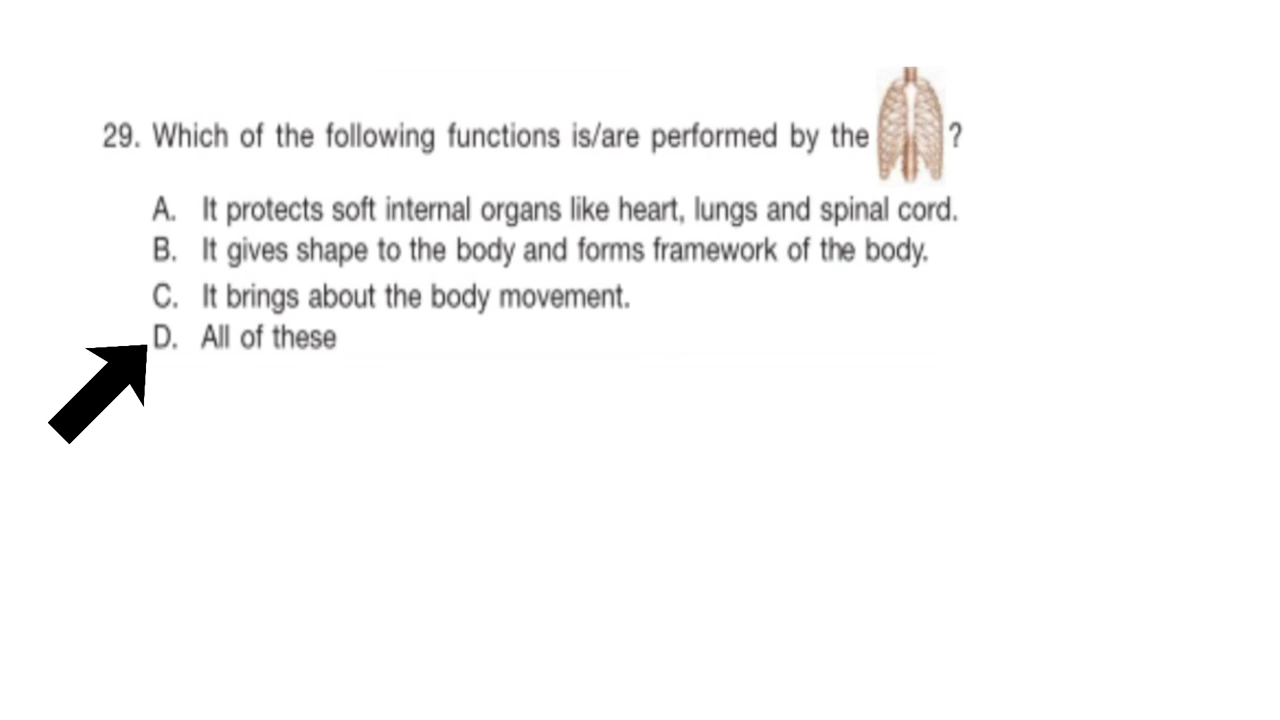 29. Which of the following functions is/are performed by the ?
A. It protects soft internal organs like heart, lungs and spinal cord.
B. It gives shape to the body and forms framework of the body.
C. It brings about the body movement.
D. All of these